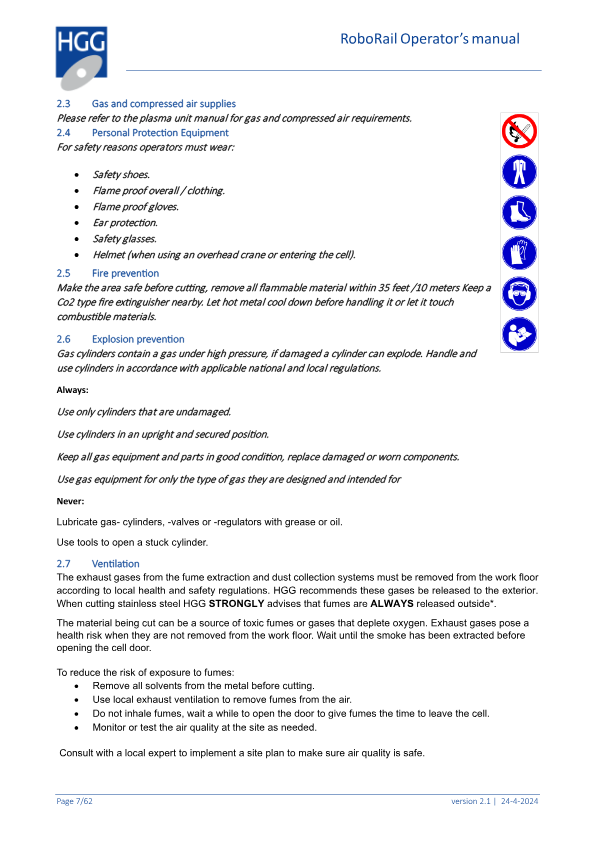 HGG
RoboRail Operator's manual
2.3 Gas and compressed air supplies
Please refer to the plasma unit manual for gas and compressed air requirements.
2.4 Personal Protection Equipment
For safety reasons operators must wear:
• Safety shoes.
• Flame proof overall / clothing.
• Flame proof gloves.
• Ear protection.
• Safety glasses.
• Helmet (when using an overhead crane or entering the cell).
2.5 Fire prevention
Make the area safe before cutting, remove all flammable material within 35 feet /10 meters Keep a
Co2 type fire extinguisher nearby. Let hot metal cool down before handling it or let it touch
combustible materials.
2.6 Explosion prevention
Gas cylinders contain a gas under high pressure, if damaged a cylinder can explode. Handle and
use cylinders in accordance with applicable national and local regulations.
Always:
Use only cylinders that are undamaged.
Use cylinders in an upright and secured position.
Keep all gas equipment and parts in good condition, replace damaged or worn components.
Use gas equipment for only the type of gas they are designed and intended for
Never:
Lubricate gas- cylinders, -valves or -regulators with grease or oil.
Use tools to open a stuck cylinder.
2.7 Ventilation
The exhaust gases from the fume extraction and dust collection systems must be removed from the work floor
according to local health and safety regulations. HGG recommends these gases be released to the exterior.
When cutting stainless steel HGG STRONGLY advises that fumes are ALWAYS released outside*.
The material being cut can be a source of toxic fumes or gases that deplete oxygen. Exhaust gases pose a
health risk when they are not removed from the work floor. Wait until the smoke has been extracted before
opening the cell door.
To reduce the risk of exposure to fumes:
• Remove all solvents from the metal before cutting.
• Use local exhaust ventilation to remove fumes from the air.
• Do not inhale fumes, wait a while to open the door to give fumes the time to leave the cell.
• Monitor or test the air quality at the site as needed.
Consult with a local expert to implement a site plan to make sure air quality is safe.
Page 7/62 version 2.1 | 24-4-2024